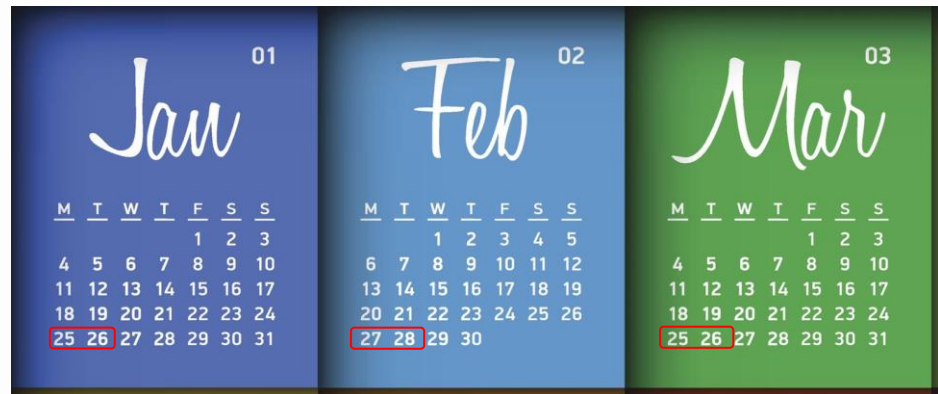 01
Jan
M T W T F S S
1 2 3
4 5 6 7 8 9 10
11 12 13 14 15 16 17
18 19 20 21 22 23 24
25 26 27 28 29 30 31
02
Feb
M T W T F S S
1 2 3 4 5
6 7 8 9 10 11 12
13 14 15 16 17 18 19
20 21 22 23 24 25 26
27 28 29 30
03
Mar
M T W T F S S
1 2 3
4 5 6 7 8 9 10
11 12 13 14 15 16 17
18 19 20 21 22 23 24
25 26 27 28 29 30 31